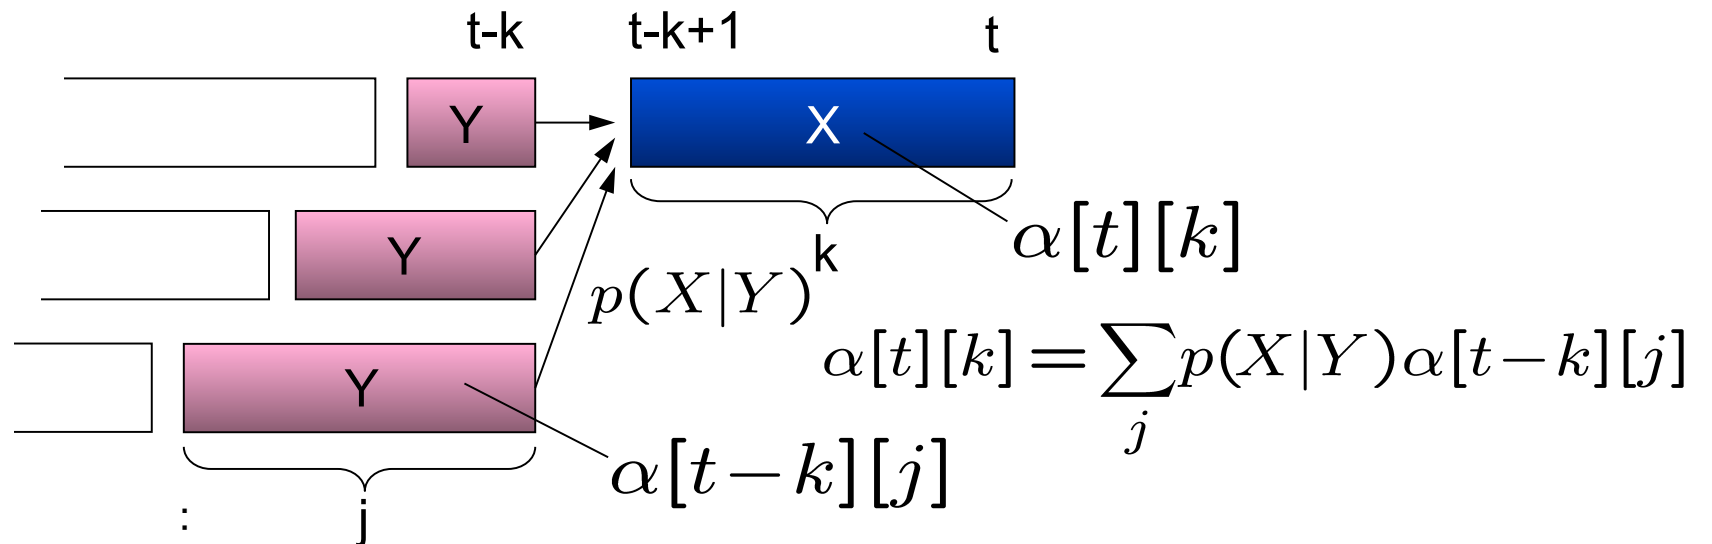 t-k t-k+1 t
Y X
Y k α[t][k]
p(X|Y)
Y α[t][k] = ∑_j p(X|Y)α[t−k][j]
α[t−k][j]
: j